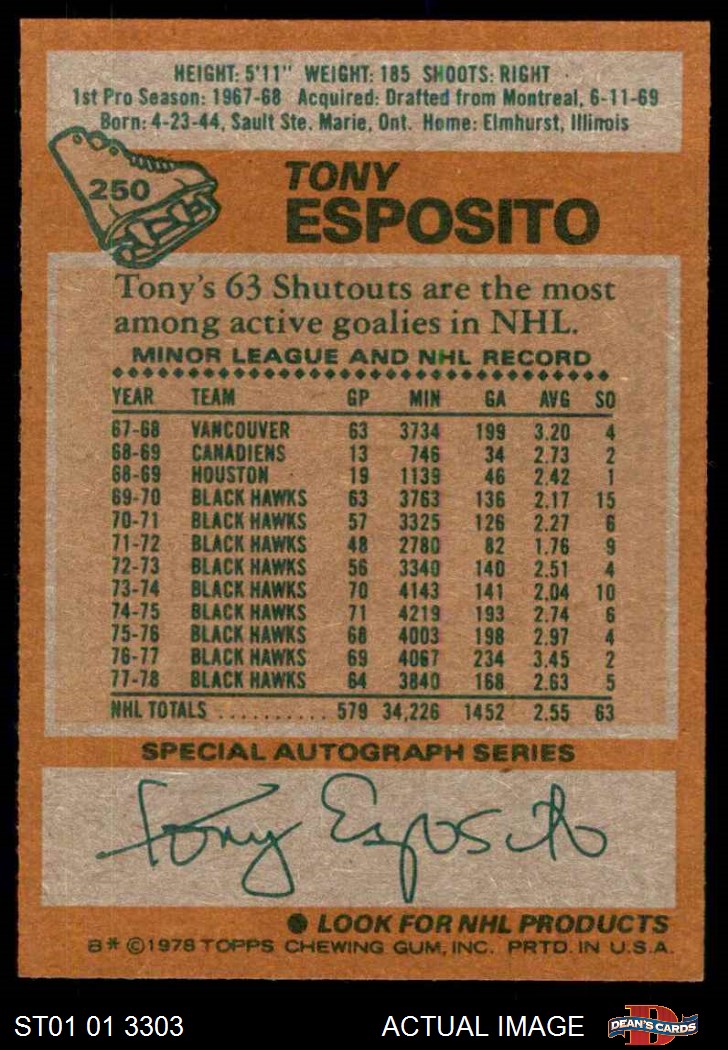 HEIGHT: 5'11" WEIGHT: 185 SHOOTS: RIGHT
1st Pro Season: 1967-68 Acquired: Drafted from Montreal, 6-11-69
Born: 4-23-44, Sault Ste. Marie, Ont. Home: Elmhurst, Illinois
250
TONY
ESPOSITO
Tony's 63 Shutouts are the most
among active goalies in NHL.
MINOR LEAGUE AND NHL RECORD
YEAR TEAM GP MIN GA AVG SO
67-68 VANCOUVER 63 3734 199 3.20 4
68-69 CANADIENS 13 746 34 2.73 2
68-69 HOUSTON 19 1139 46 2.42 1
69-70 BLACK HAWKS 63 3763 136 2.17 15
70-71 BLACK HAWKS 57 3325 126 2.27 6
71-72 BLACK HAWKS 48 2780 82 1.76 9
72-73 BLACK HAWKS 56 3340 140 2.51 4
73-74 BLACK HAWKS 70 4143 141 2.04 10
74-75 BLACK HAWKS 71 4219 193 2.74 6
75-76 BLACK HAWKS 68 4003 198 2.97 4
76-77 BLACK HAWKS 69 4067 234 3.45 2
77-78 BLACK HAWKS 64 3840 168 2.63 5
NHL TOTALS .......... 579 34,226 1452 2.55 63
SPECIAL AUTOGRAPH SERIES
Tony Esposito
● LOOK FOR NHL PRODUCTS
B* © 1978 TOPPS CHEWING GUM, INC. PRTD. IN U.S.A.
ST01 01 3303 ACTUAL IMAGE D DEAN'S CARDS